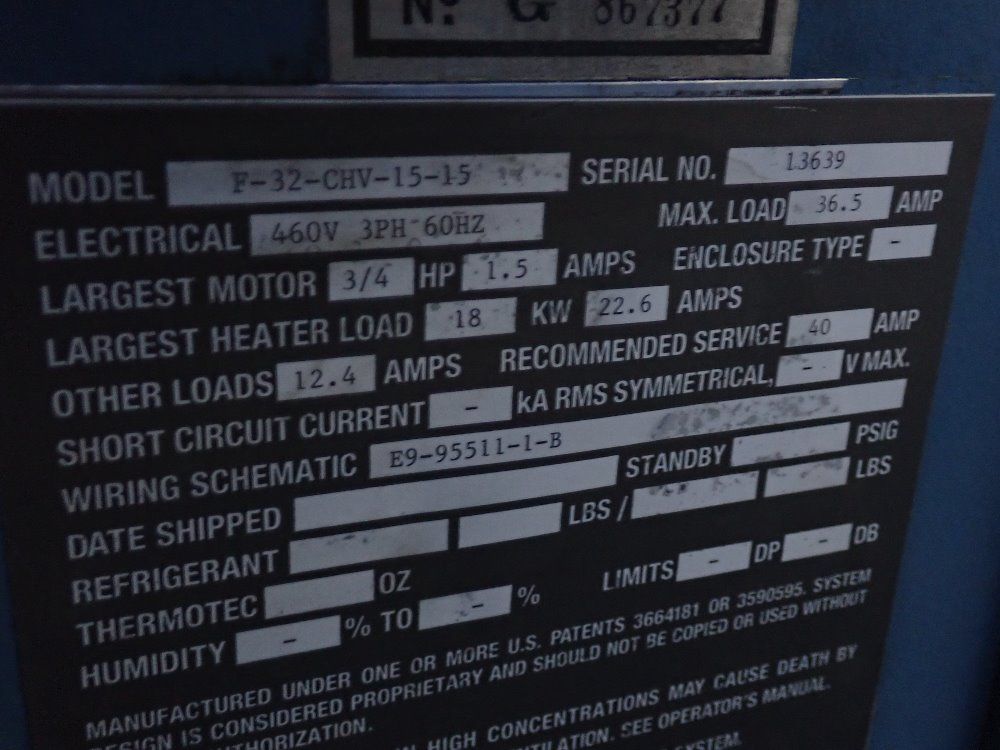 Nº G 867377
MODEL F-32-CHV-15-15 SERIAL NO. 13639
ELECTRICAL 460V 3PH 60HZ MAX. LOAD 36.5 AMP
LARGEST MOTOR 3/4 HP 1.5 AMPS ENCLOSURE TYPE -
LARGEST HEATER LOAD 18 KW 22.6 AMPS
OTHER LOADS 12.4 AMPS RECOMMENDED SERVICE 40 AMP
SHORT CIRCUIT CURRENT - kA RMS SYMMETRICAL, - V MAX.
WIRING SCHEMATIC E9-95511-1-B
DATE SHIPPED STANDBY PSIG
REFRIGERANT LBS / LBS
THERMOTEC OZ
HUMIDITY - % TO - % LIMITS - DP - DB
MANUFACTURED UNDER ONE OR MORE U.S. PATENTS 3664181 OR 3590595. SYSTEM
DESIGN IS CONSIDERED PROPRIETARY AND SHOULD NOT BE COPIED OR USED WITHOUT
HIGH CONCENTRATIONS MAY CAUSE DEATH BY
SEE OPERATOR'S MANUAL.
SYSTEM.